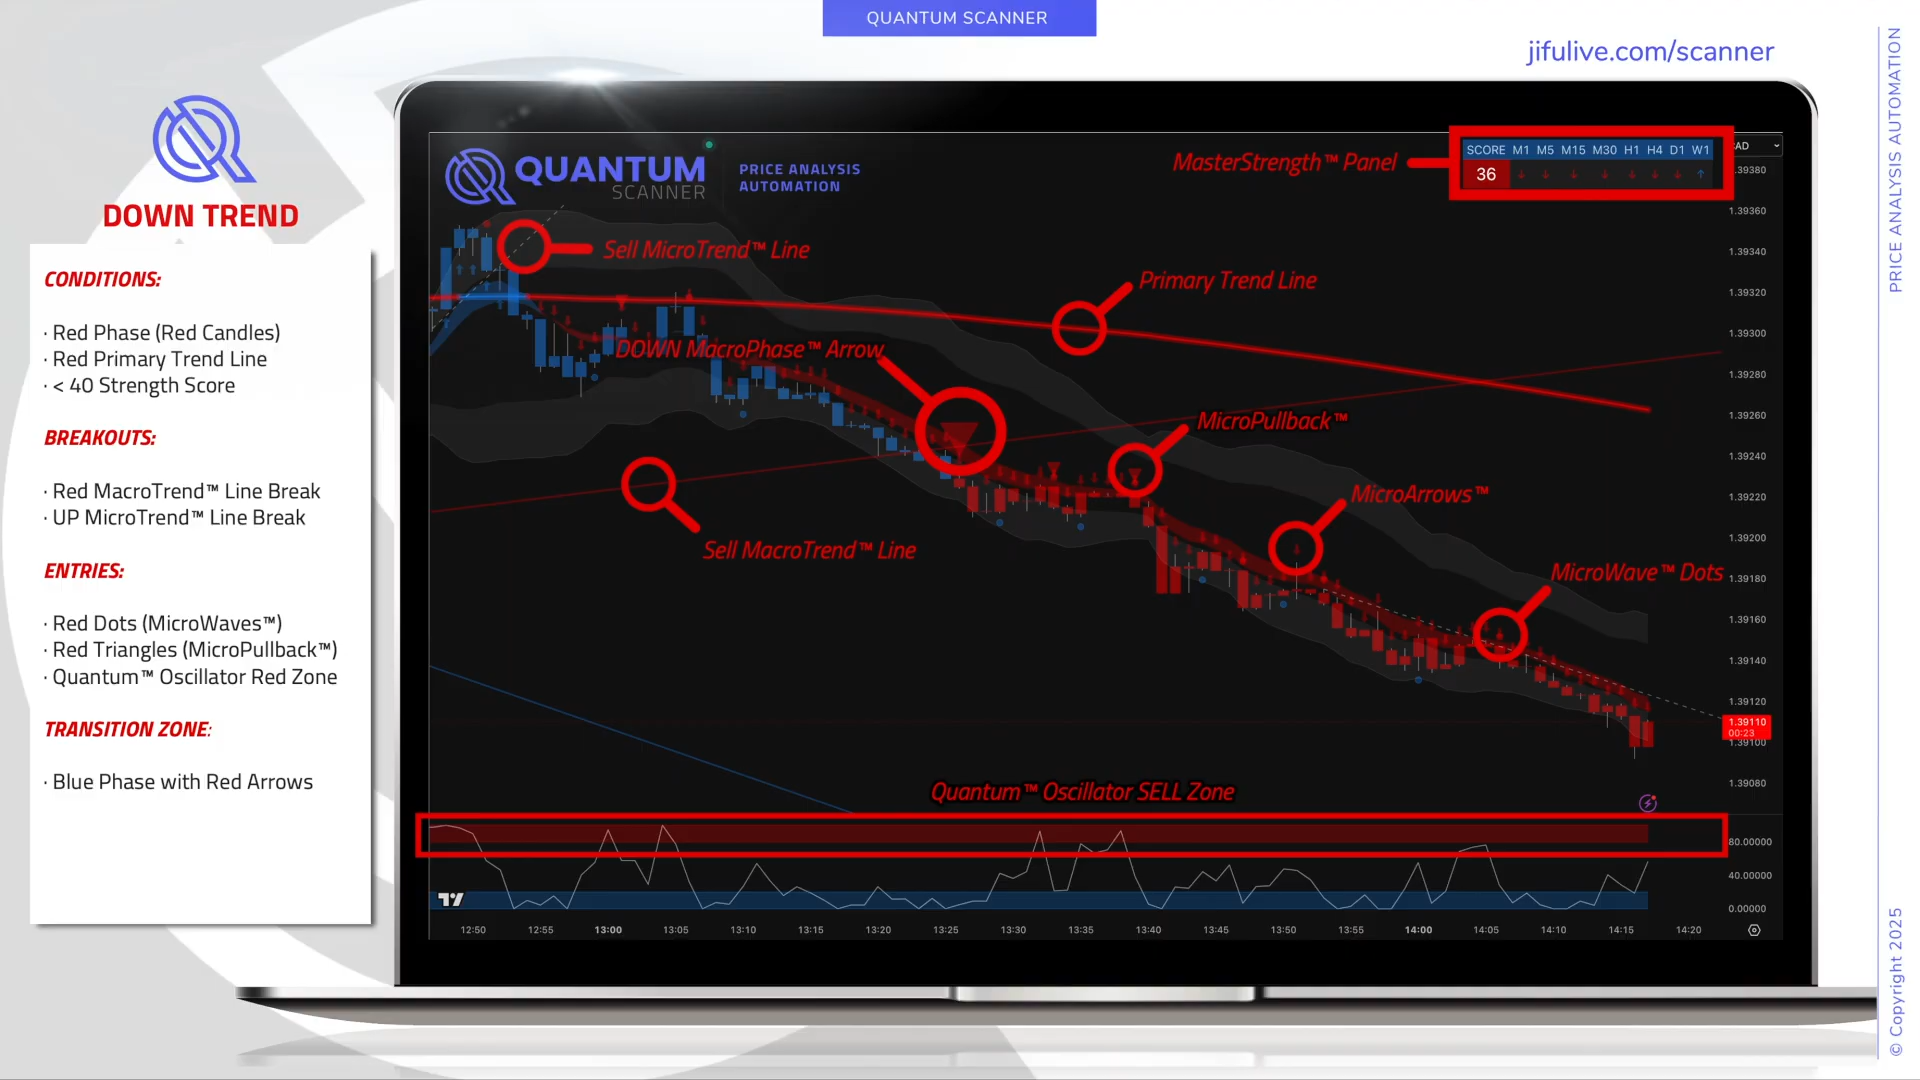 QUANTUM SCANNER
jifulive.com/scanner
PRICE ANALYSIS AUTOMATION
© Copyright 2025
DOWN TREND
CONDITIONS:
· Red Phase (Red Candles)
· Red Primary Trend Line
· < 40 Strength Score
BREAKOUTS:
· Red MacroTrend™ Line Break
· UP MicroTrend™ Line Break
ENTRIES:
· Red Dots (MicroWaves™)
· Red Triangles (MicroPullback™)
· Quantum™ Oscillator Red Zone
TRANSITION ZONE:
· Blue Phase with Red Arrows
QUANTUM
SCANNER
PRICE ANALYSIS
AUTOMATION
MasterStrength™ Panel
SCORE M1 M5 M15 M30 H1 H4 D1 W1
36 ↓ ↓ ↓ ↓ ↓ ↓ ↓ ↑
AD
Sell MicroTrend™ Line
Primary Trend Line
DOWN MacroPhase™ Arrow
MicroPullback™
MicroArrows™
Sell MacroTrend™ Line
MicroWave™ Dots
Quantum™ Oscillator SELL Zone
1.39380
1.39360
1.39340
1.39320
1.39300
1.39280
1.39260
1.39240
1.39220
1.39200
1.39180
1.39160
1.39140
1.39120
1.39110
00:23
1.39100
1.39080
80.00000
40.00000
0.00000
12:50 12:55 13:00 13:05 13:10 13:15 13:20 13:25 13:30 13:35 13:40 13:45 13:50 13:55 14:00 14:05 14:10 14:15 14:20